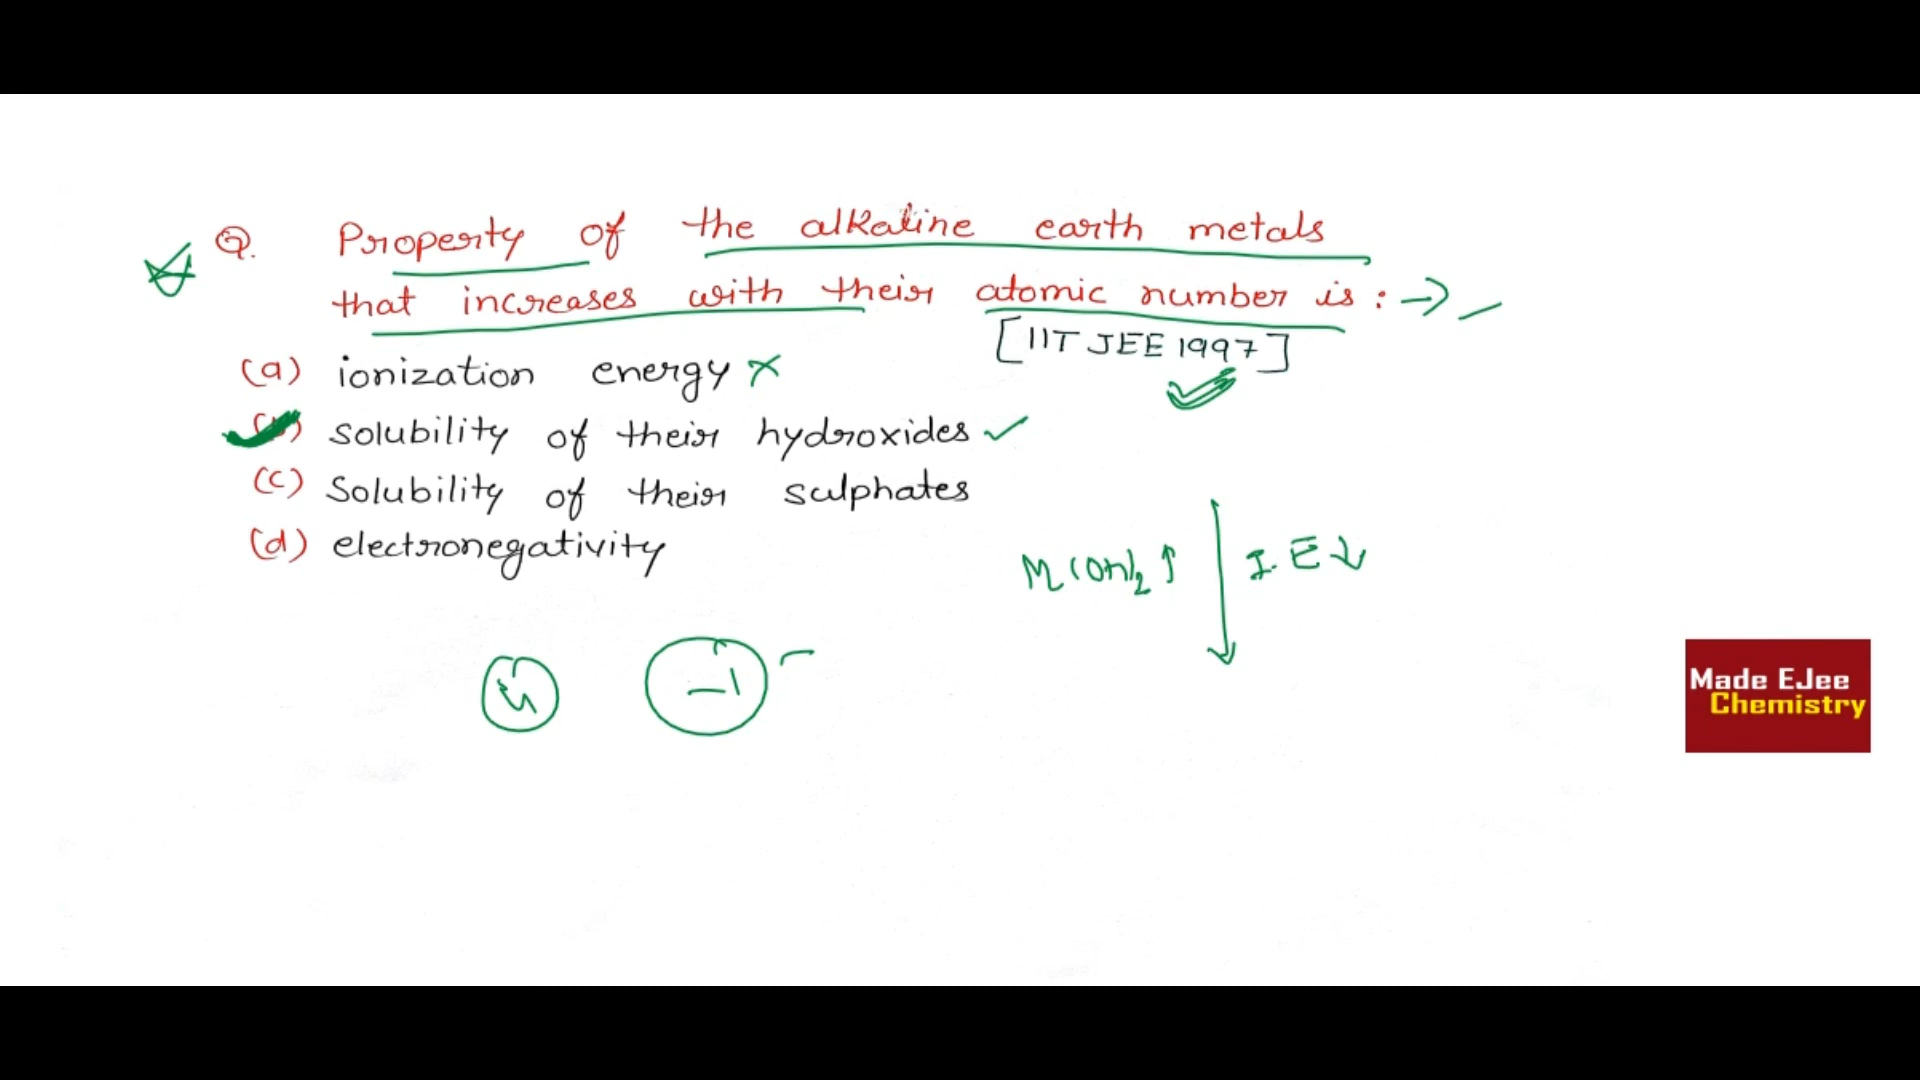 Q. Property of the alkaline earth metals
that increases with their atomic number is : →
[IIT JEE 1997]
(a) ionization energy ×
(b) solubility of their hydroxides ✓
(c) Solubility of their sulphates
(d) electronegativity
M(OH)₂ ↑ I.E ↓
-1
Made EJee
Chemistry